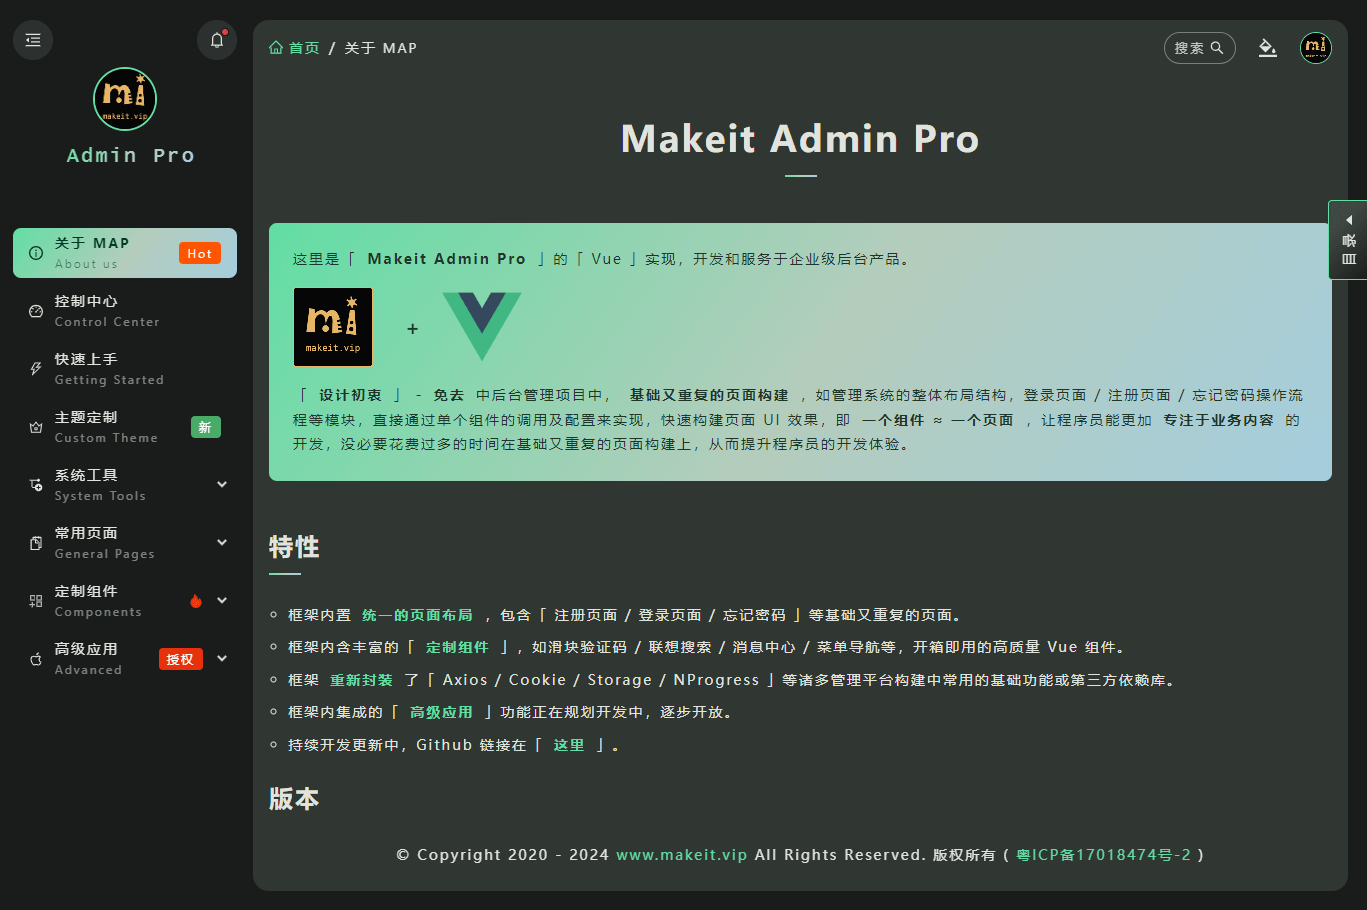 首页 / 关于 MAP
搜索
makeit.vip
Admin Pro
关于 MAP
About us
Hot
控制中心
Control Center
快速上手
Getting Started
主题定制
Custom Theme
新
系统工具
System Tools
常用页面
General Pages
定制组件
Components
高级应用
Advanced
授权
Makeit Admin Pro
这里是「 Makeit Admin Pro 」的「 Vue 」实现，开发和服务于企业级后台产品。
makeit.vip
+
「 设计初衷 」 - 免去 中后台管理项目中， 基础又重复的页面构建 ，如管理系统的整体布局结构，登录页面 / 注册页面 / 忘记密码操作流
程等模块，直接通过单个组件的调用及配置来实现，快速构建页面 UI 效果，即 一个组件 ≈ 一个页面 ，让程序员能更加 专注于业务内容 的
开发，没必要花费过多的时间在基础又重复的页面构建上，从而提升程序员的开发体验。
特性
框架内置 统一的页面布局 ，包含「 注册页面 / 登录页面 / 忘记密码 」等基础又重复的页面。
框架内含丰富的「 定制组件 」，如滑块验证码 / 联想搜索 / 消息中心 / 菜单导航等，开箱即用的高质量 Vue 组件。
框架 重新封装 了「 Axios / Cookie / Storage / NProgress 」等诸多管理平台构建中常用的基础功能或第三方依赖库。
框架内集成的「 高级应用 」功能正在规划开发中，逐步开放。
持续开发更新中，Github 链接在「 这里 」。
版本
© Copyright 2020 - 2024 www.makeit.vip All Rights Reserved. 版权所有 ( 粤ICP备17018474号-2 )